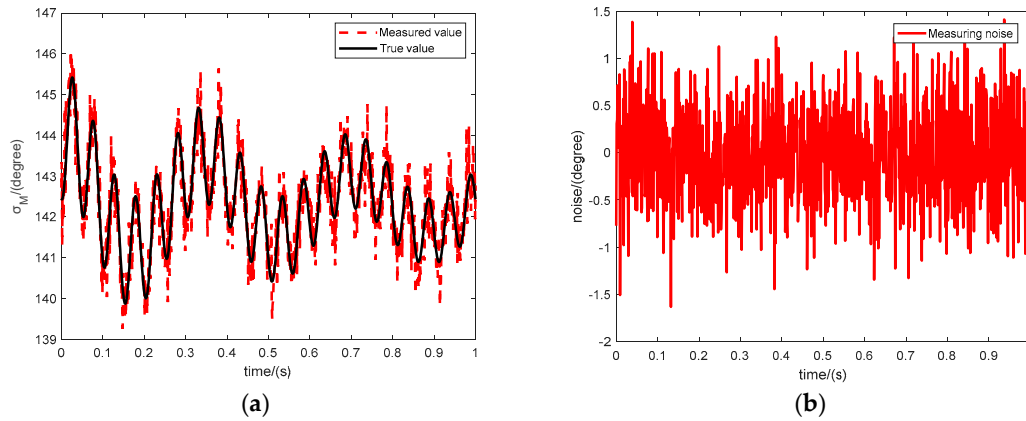 147
146
145
144
143
142
141
140
139
σ_M/(degree)
Measured value
True value
0 0.1 0.2 0.3 0.4 0.5 0.6 0.7 0.8 0.9 1
time/(s)
(a)
1.5
1
0.5
0
-0.5
-1
-1.5
-2
noise/(degree)
Measuring noise
0 0.1 0.2 0.3 0.4 0.5 0.6 0.7 0.8 0.9
time/(s)
(b)